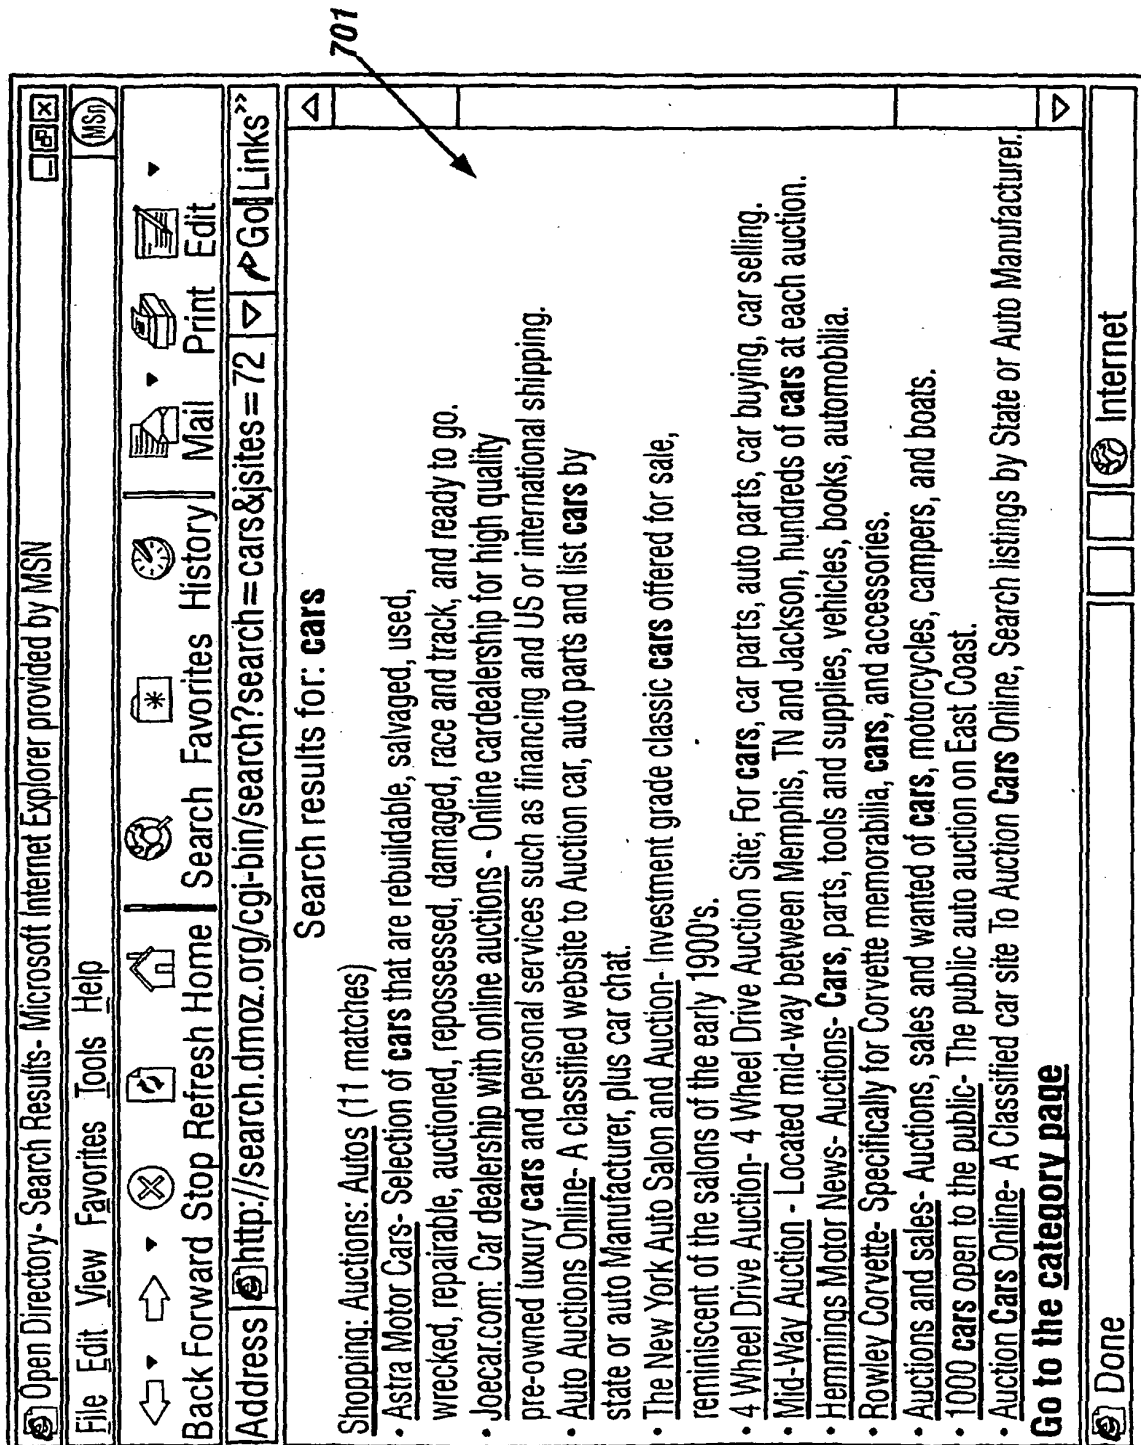 701
Open Directory- Search Results- Microsoft Internet Explorer provided by MSN
File Edit View Favorites Tools Help
MSn
Back Forward Stop Refresh Home Search Favorites History Mail Print Edit
Address http://search.dmoz.org/cgi-bin/search?search=cars&jsites=72 Go Links»
Search results for: cars
Shopping: Auctions: Autos (11 matches)
• Astra Motor Cars- Selection of cars that are rebuildable, salvaged, used,
wrecked, repairable, auctioned, repossessed, damaged, race and track, and ready to go.
• Joecar.com: Car dealership with online auctions - Online cardealership for high quality
pre-owned luxury cars and personal services such as financing and US or international shipping.
• Auto Auctions Online- A classified website to Auction car, auto parts and list cars by
state or auto Manufacturer, plus car chat.
• The New York Auto Salon and Auction- Investment grade classic cars offered for sale,
reminiscent of the salons of the early 1900's.
• 4 Wheel Drive Auction- 4 Wheel Drive Auction Site; For cars, car parts, auto parts, car buying, car selling.
• Mid-Way Auction - Located mid-way between Memphis, TN and Jackson, hundreds of cars at each auction.
• Hemmings Motor News- Auctions- Cars, parts, tools and supplies, vehicles, books, automobilia.
• Rowley Corvette- Specifically for Corvette memorabilia, cars, and accessories.
• Auctions and sales- Auctions, sales and wanted of cars, motorcycles, campers, and boats.
• 1000 cars open to the public- The public auto auction on East Coast.
• Auction Cars Online- A Classified car site To Auction Cars Online, Search listings by State or Auto Manufacturer.
Go to the category page
Done
Internet